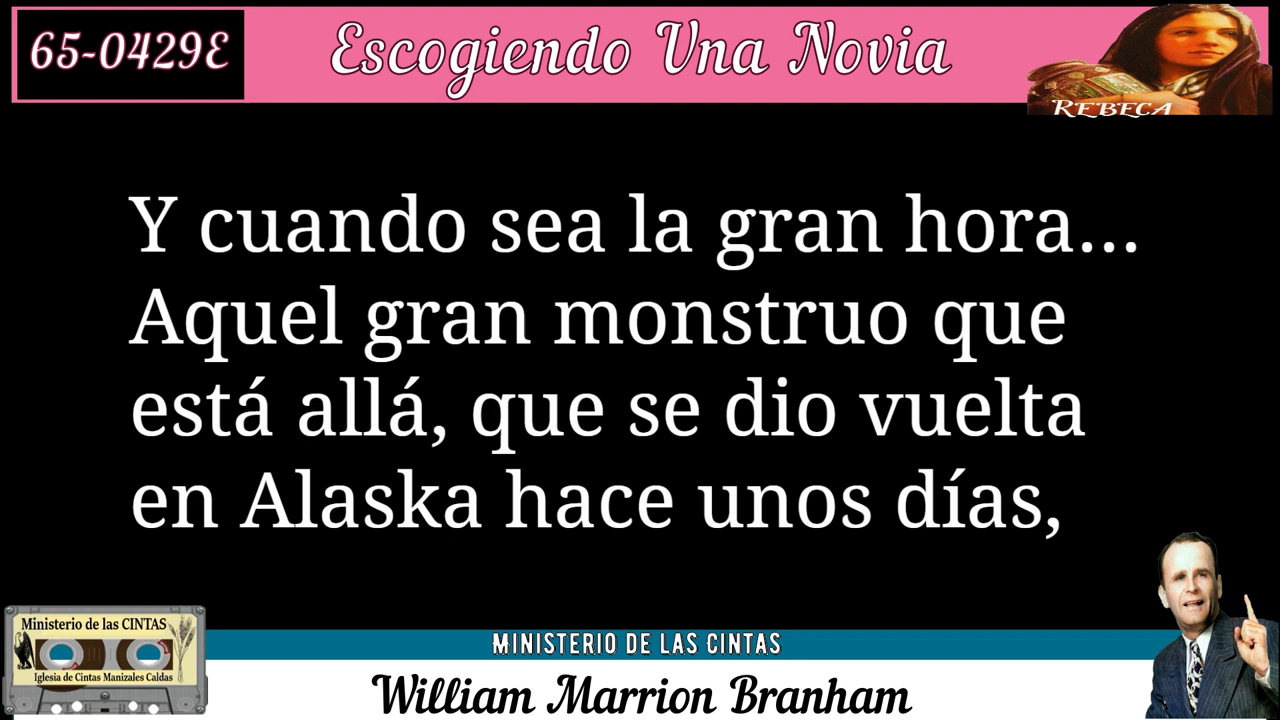 65-0429E
Escogiendo Una Novia
REBECA
Y cuando sea la gran hora...
Aquel gran monstruo que
está allá, que se dio vuelta
en Alaska hace unos días,
Ministerio de las CINTAS
Iglesia de Cintas Manizales Caldas
MINISTERIO DE LAS CINTAS
William Marrion Branham